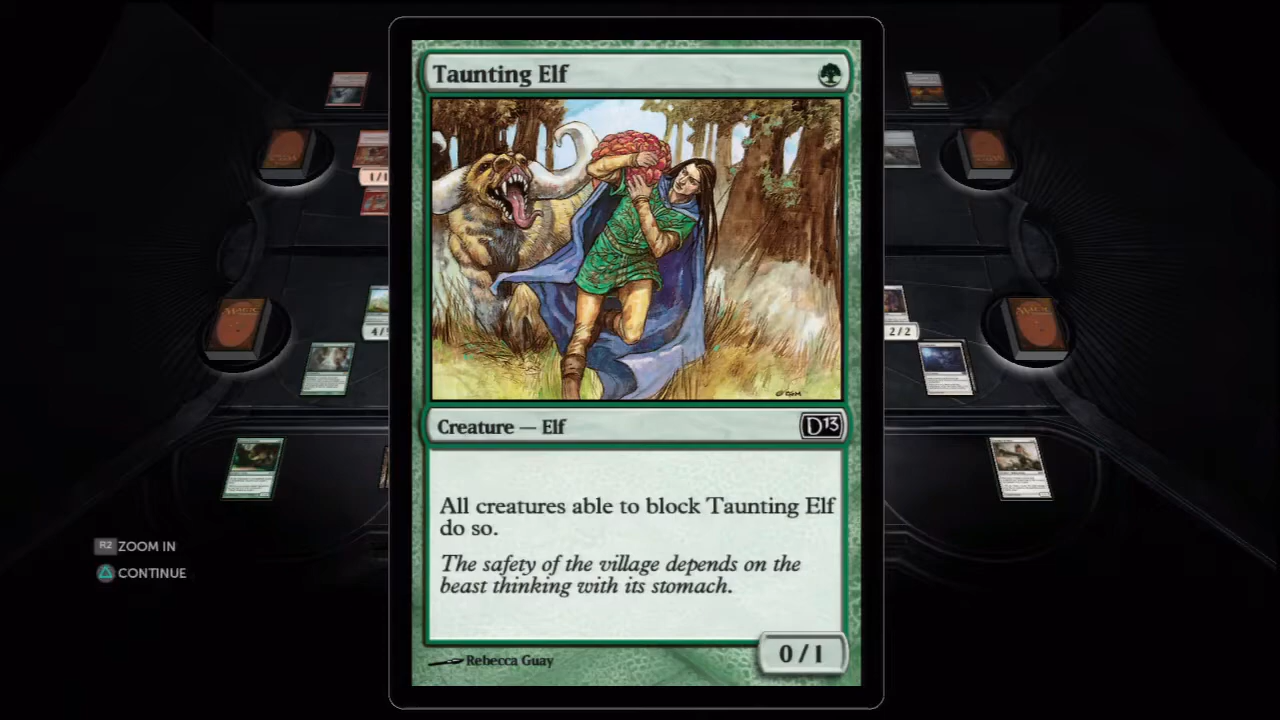 Taunting Elf
1/1
4/
2/2
Creature — Elf
D13
All creatures able to block Taunting Elf
do so.
The safety of the village depends on the
beast thinking with its stomach.
R2 ZOOM IN
CONTINUE
0/1
Rebecca Guay